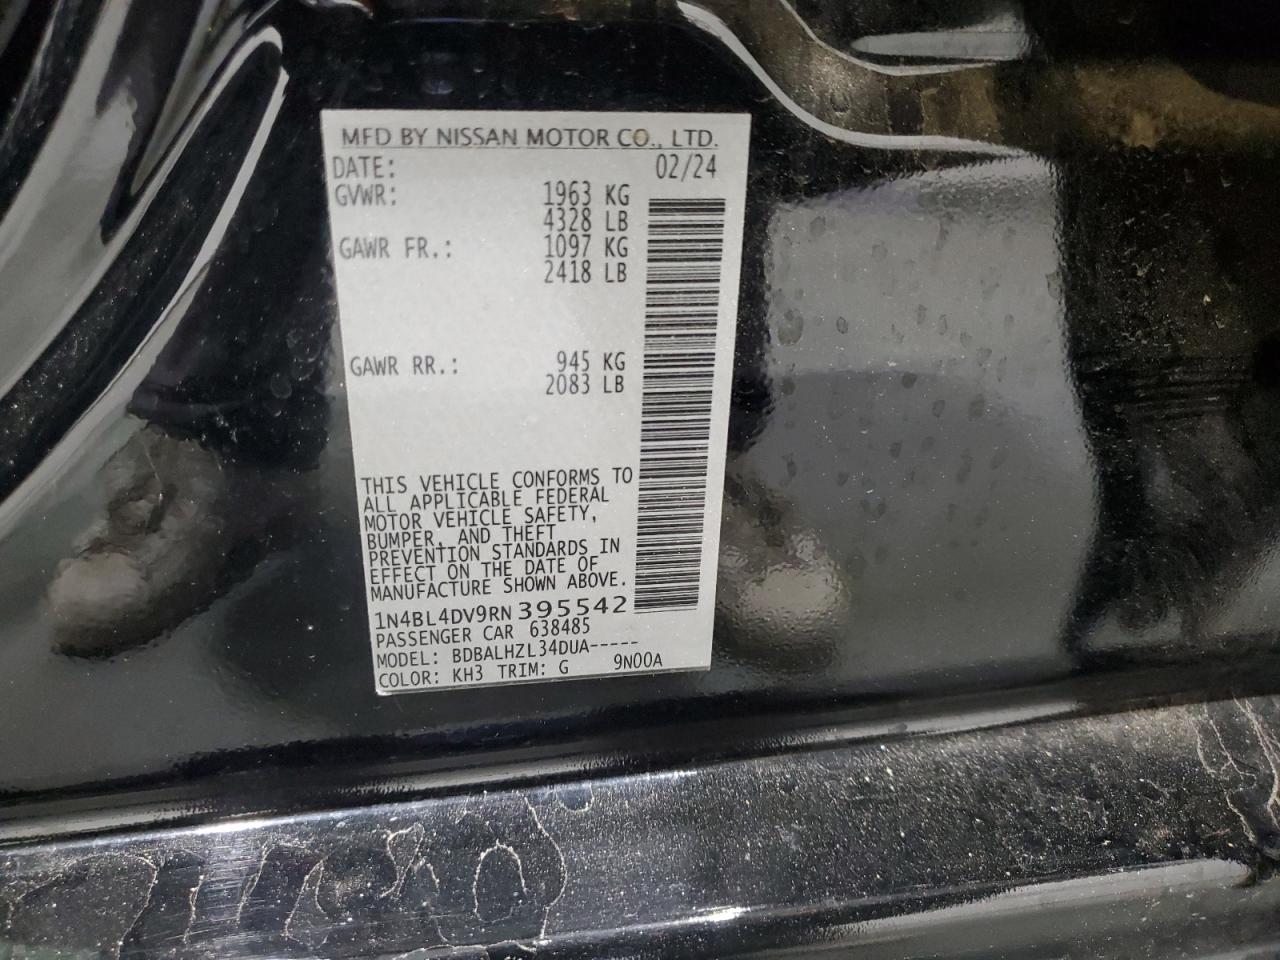 MFD BY NISSAN MOTOR CO., LTD.
DATE: 02/24
GVWR: 1963 KG
4328 LB
GAWR FR.: 1097 KG
2418 LB
GAWR RR.: 945 KG
2083 LB
THIS VEHICLE CONFORMS TO
ALL APPLICABLE FEDERAL
MOTOR VEHICLE SAFETY,
BUMPER, AND THEFT
PREVENTION STANDARDS IN
EFFECT ON THE DATE OF
MANUFACTURE SHOWN ABOVE.
1N4BL4DV9RN395542
PASSENGER CAR 638485
MODEL: BDBALHZL34DUA-----
COLOR: KH3 TRIM: G 9N00A